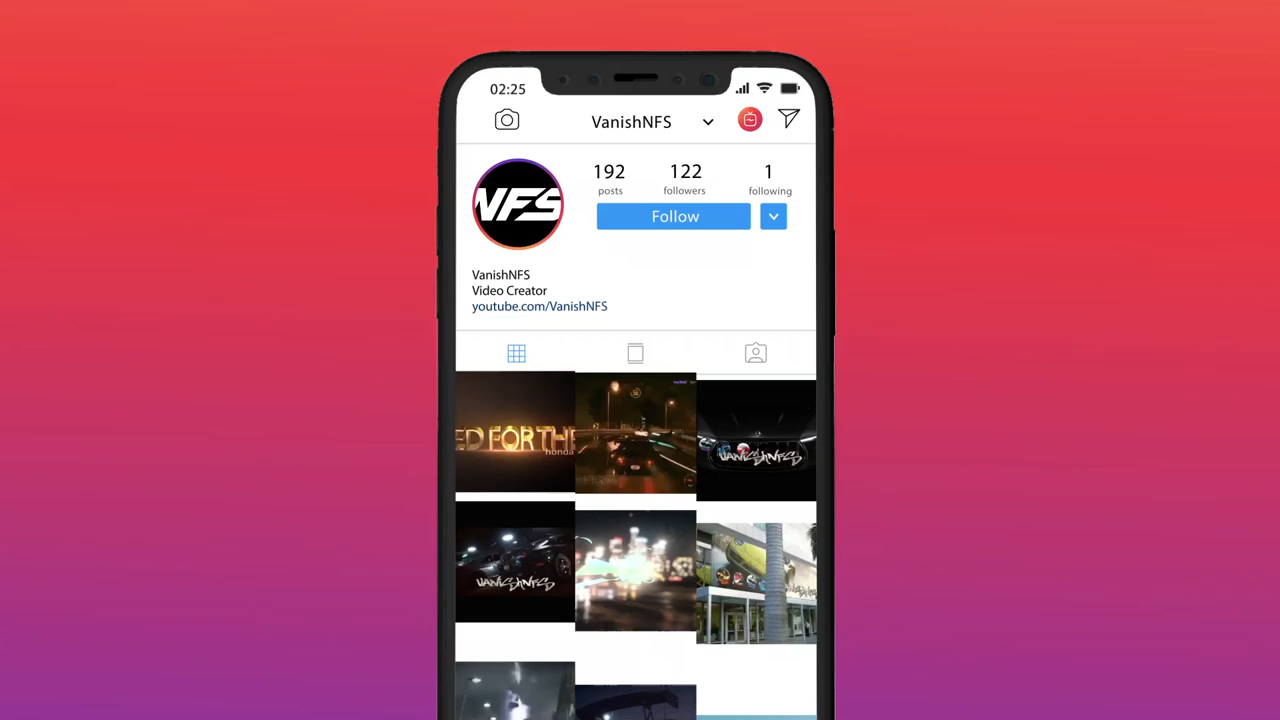 02:25
VanishNFS
192
122
1
posts
followers
following
Follow
NFS
VanishNFS
Video Creator
youtube.com/VanishNFS
ED FOR THE
honda
VANISHNFS
VANISHNFS